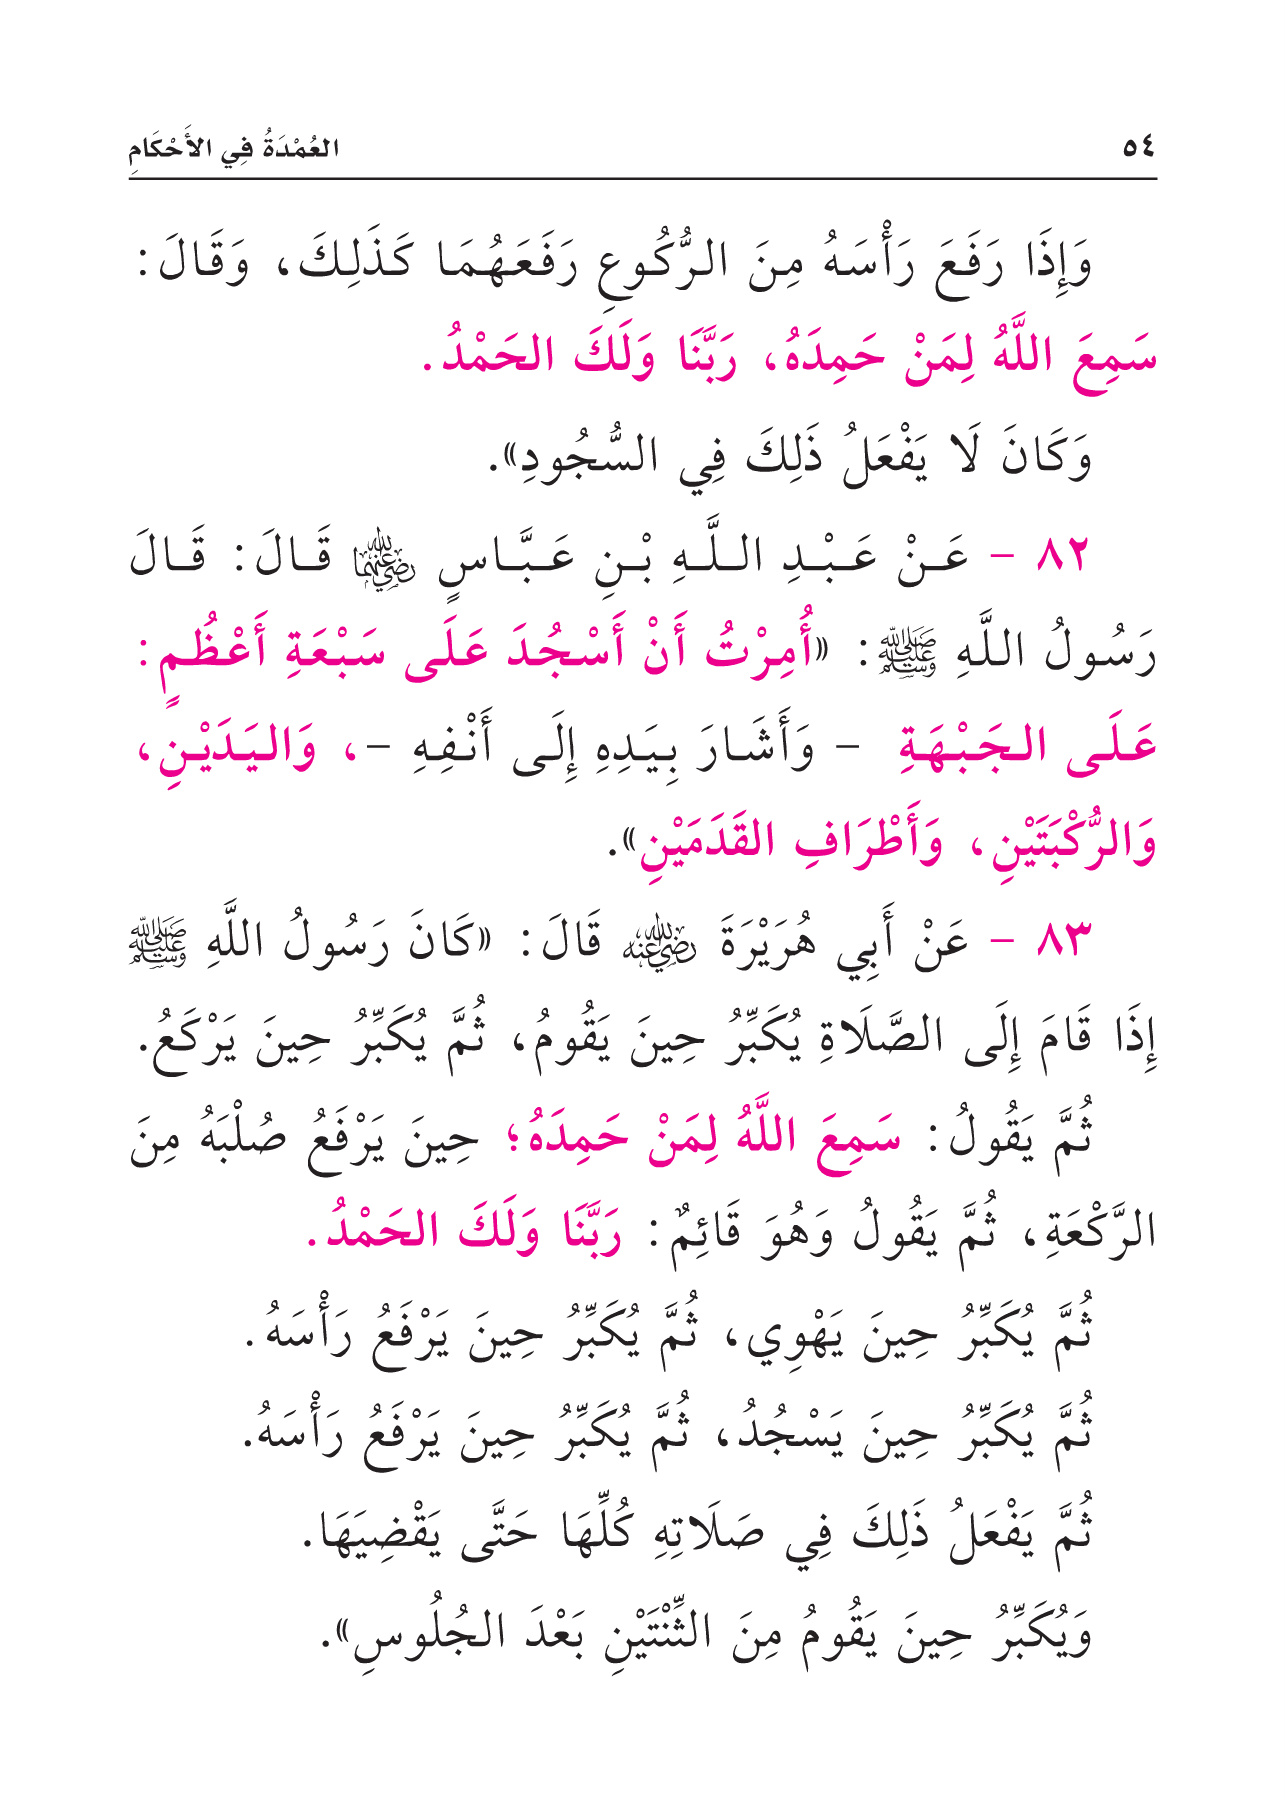 ٥٤ العُمْدَةُ فِي الأَحْكَامِ
وَإِذَا رَفَعَ رَأْسَهُ مِنَ الرُّكُوعِ رَفَعَهُمَا كَذَلِكَ، وَقَالَ:
سَمِعَ اللَّهُ لِمَنْ حَمِدَهُ، رَبَّنَا وَلَكَ الحَمْدُ.
وَكَانَ لَا يَفْعَلُ ذَلِكَ فِي السُّجُودِ».
٨٢ - عَنْ عَبْدِ اللَّهِ بْنِ عَبَّاسٍ رضي الله عنهما قَالَ: قَالَ
رَسُولُ اللَّهِ ﷺ: «أُمِرْتُ أَنْ أَسْجُدَ عَلَى سَبْعَةِ أَعْظُمٍ:
عَلَى الجَبْهَةِ - وَأَشَارَ بِيَدِهِ إِلَى أَنْفِهِ -، وَاليَدَيْنِ،
وَالرُّكْبَتَيْنِ، وَأَطْرَافِ القَدَمَيْنِ».
٨٣ - عَنْ أَبِي هُرَيْرَةَ رضي الله عنه قَالَ: «كَانَ رَسُولُ اللَّهِ ﷺ
إِذَا قَامَ إِلَى الصَّلَاةِ يُكَبِّرُ حِينَ يَقُومُ، ثُمَّ يُكَبِّرُ حِينَ يَرْكَعُ.
ثُمَّ يَقُولُ: سَمِعَ اللَّهُ لِمَنْ حَمِدَهُ؛ حِينَ يَرْفَعُ صُلْبَهُ مِنَ
الرَّكْعَةِ، ثُمَّ يَقُولُ وَهُوَ قَائِمٌ: رَبَّنَا وَلَكَ الحَمْدُ.
ثُمَّ يُكَبِّرُ حِينَ يَهْوِي، ثُمَّ يُكَبِّرُ حِينَ يَرْفَعُ رَأْسَهُ.
ثُمَّ يُكَبِّرُ حِينَ يَسْجُدُ، ثُمَّ يُكَبِّرُ حِينَ يَرْفَعُ رَأْسَهُ.
ثُمَّ يَفْعَلُ ذَلِكَ فِي صَلَاتِهِ كُلِّهَا حَتَّى يَقْضِيَهَا.
وَيُكَبِّرُ حِينَ يَقُومُ مِنَ الثِّنْتَيْنِ بَعْدَ الجُلُوسِ».